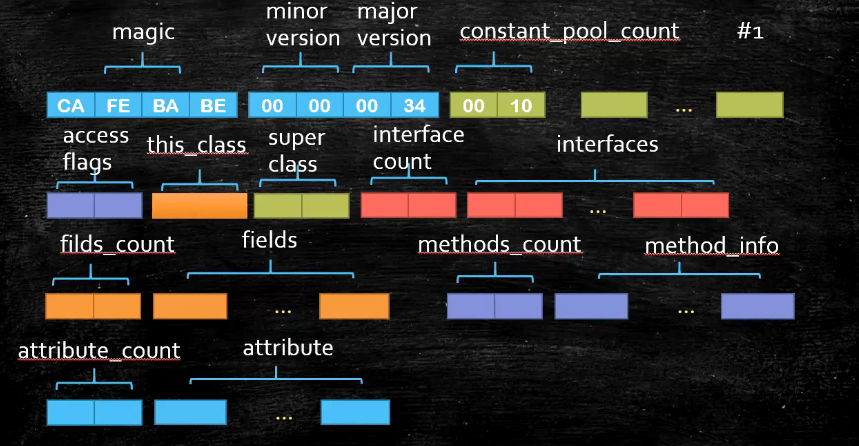 magic
minor version
major version
constant_pool_count
#1
CA FE BA BE
00 00 00 34
00 10
...
access flags
this_class
super class
interface count
interfaces
...
filds_count
fields
methods_count
method_info
...
...
attribute_count
attribute
...